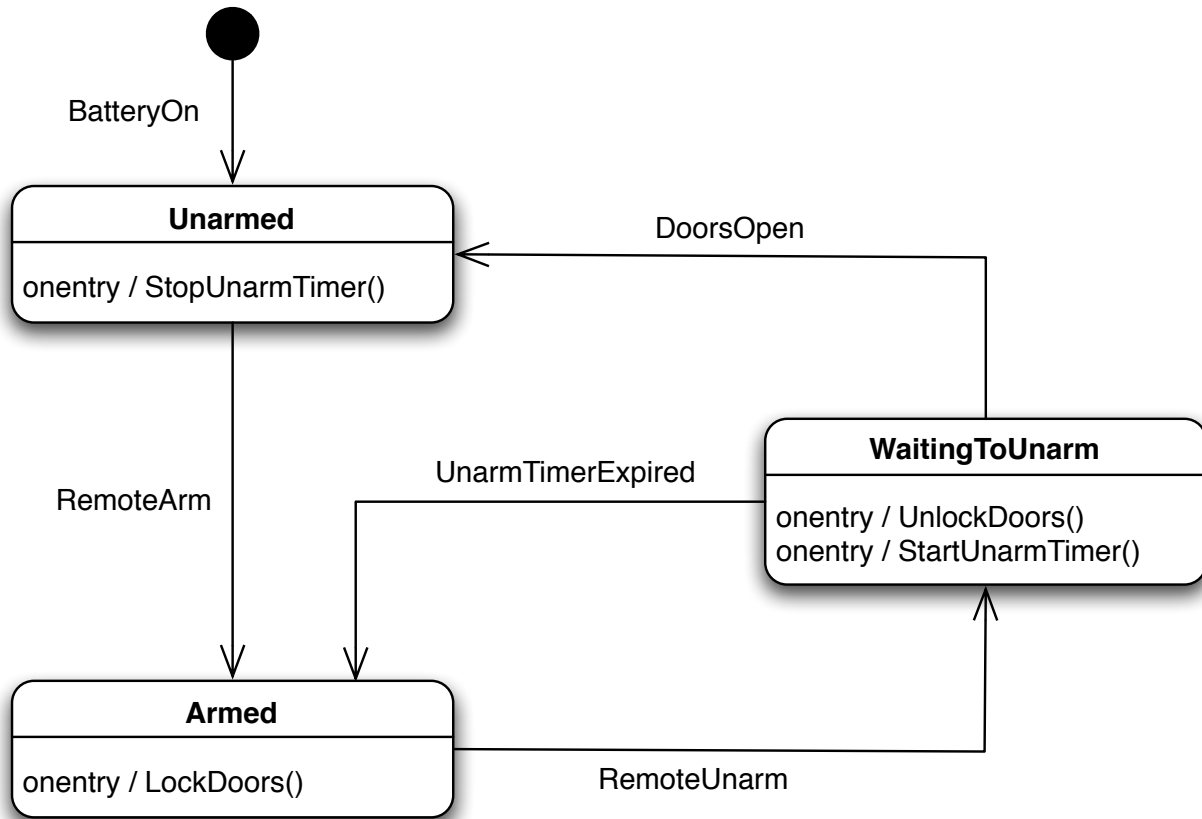 BatteryOn
Unarmed
onentry / StopUnarmTimer()
DoorsOpen
RemoteArm
UnarmTimerExpired
WaitingToUnarm
onentry / UnlockDoors()
onentry / StartUnarmTimer()
Armed
onentry / LockDoors()
RemoteUnarm